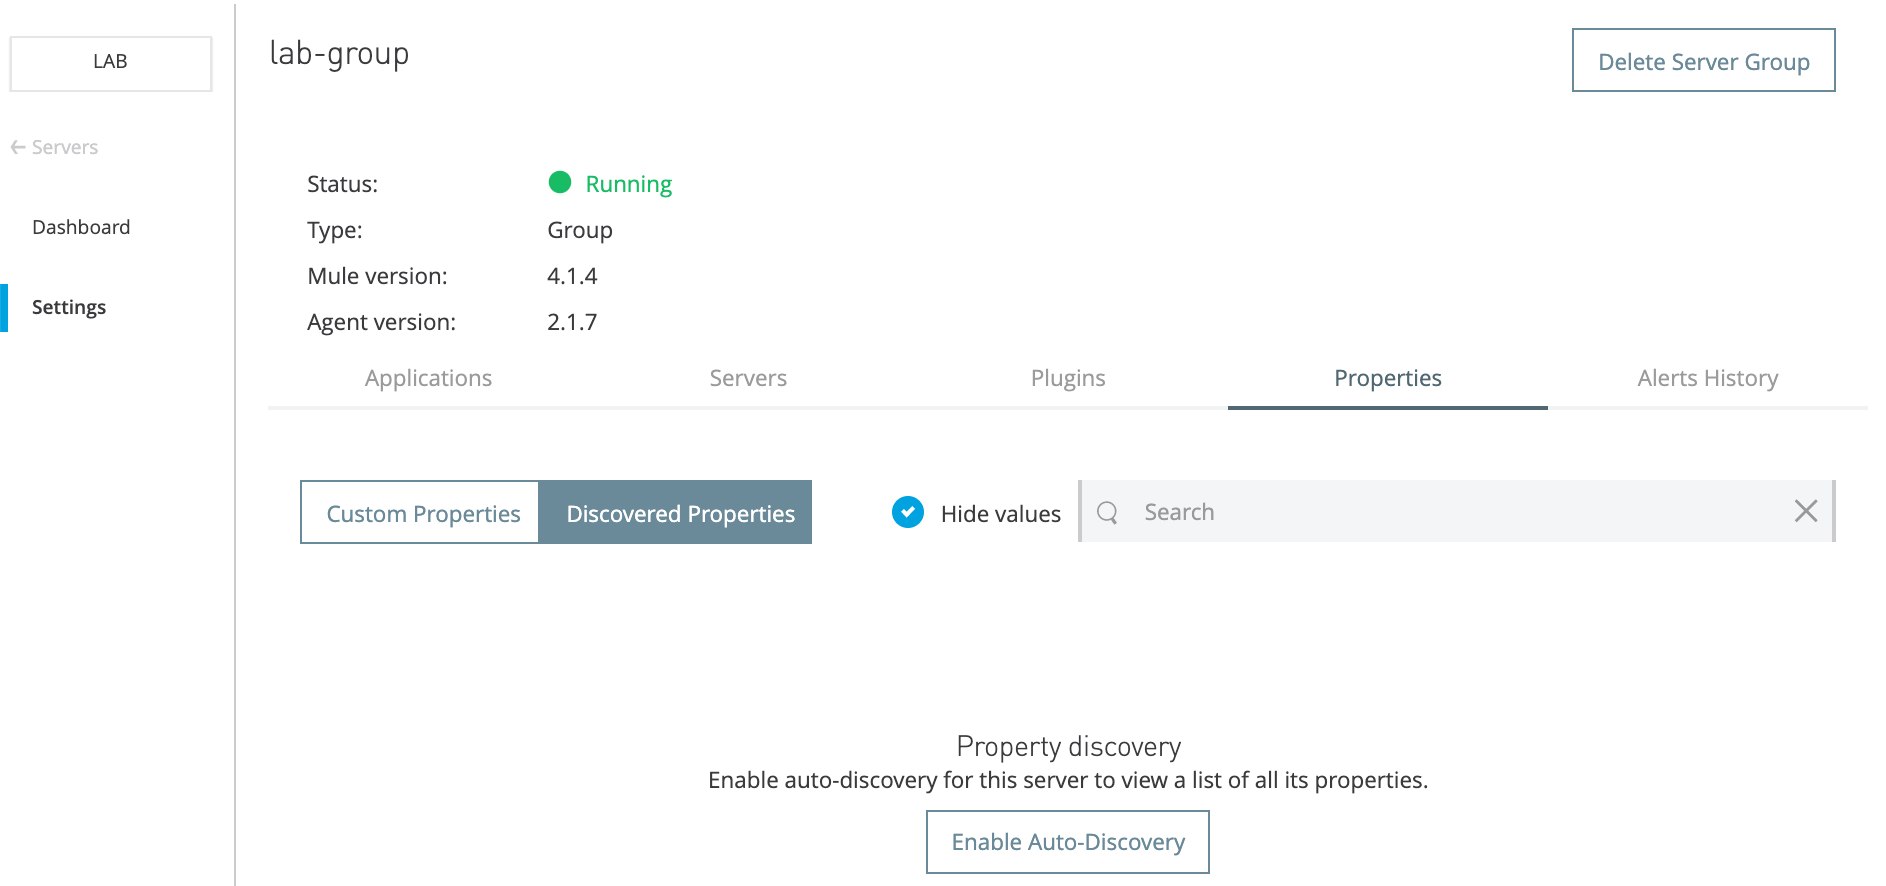 LAB
← Servers
Dashboard
Settings
lab-group
Delete Server Group
Status: Running
Type: Group
Mule version: 4.1.4
Agent version: 2.1.7
Applications Servers Plugins Properties Alerts History
Custom Properties Discovered Properties Hide values Search
Property discovery
Enable auto-discovery for this server to view a list of all its properties.
Enable Auto-Discovery